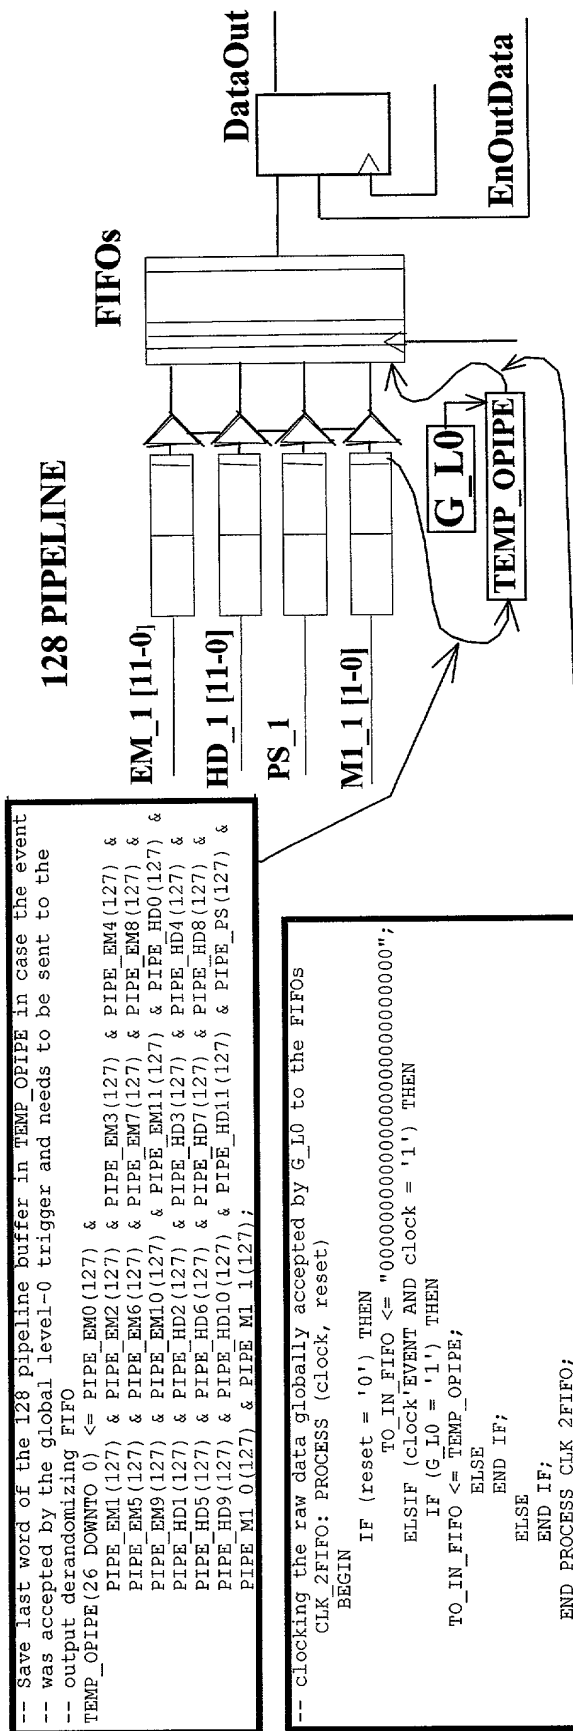 128 PIPELINE
FIFOs
DataOut
EM_1 [11-0]
HD_1 [11-0]
PS_1
M1_1 [1-0]
G_L0
TEMP_OPIPE
EnOutData
-- Save last word of the 128 pipeline buffer in TEMP_OPIPE in case the event
-- was accepted by the global level-0 trigger and needs to be sent to the
-- output derandomizing FIFO
TEMP_OPIPE(26 DOWNTO 0) <= PIPE_EM0(127) &
PIPE_EM1(127) & PIPE_EM2(127) & PIPE_EM3(127) & PIPE_EM4(127) &
PIPE_EM5(127) & PIPE_EM6(127) & PIPE_EM7(127) & PIPE_EM8(127) &
PIPE_EM9(127) & PIPE_EM10(127) & PIPE_EM11(127) & PIPE_HD0(127) &
PIPE_HD1(127) & PIPE_HD2(127) & PIPE_HD3(127) & PIPE_HD4(127) &
PIPE_HD5(127) & PIPE_HD6(127) & PIPE_HD7(127) & PIPE_HD8(127) &
PIPE_HD9(127) & PIPE_HD10(127) & PIPE_HD11(127) & PIPE_PS(127) &
PIPE_M1_0(127) & PIPE_M1_1(127);
-- clocking the raw data globally accepted by G_L0 to the FIFOs
CLK_2FIFO: PROCESS (clock, reset)
BEGIN
IF (reset = '0') THEN
TO_IN_FIFO <= "000000000000000000000000000";
ELSIF (clock'EVENT AND clock = '1') THEN
IF (G_L0 = '1') THEN
TO_IN_FIFO <= TEMP_OPIPE;
ELSE
END IF;
ELSE
END IF;
END PROCESS CLK_2FIFO;